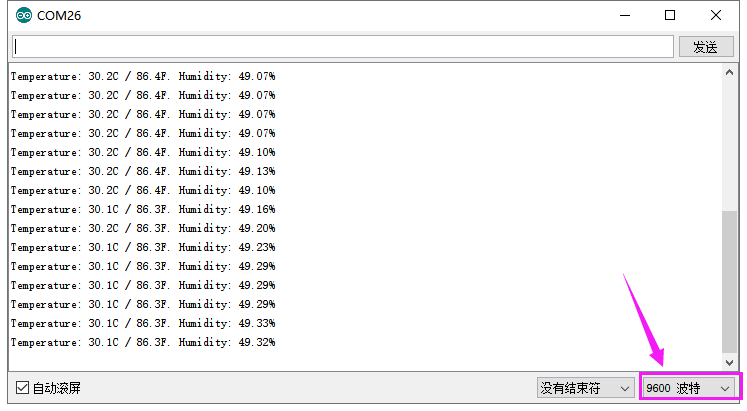 COM26
发送
Temperature: 30.2C / 86.4F. Humidity: 49.07%
Temperature: 30.2C / 86.4F. Humidity: 49.07%
Temperature: 30.2C / 86.4F. Humidity: 49.07%
Temperature: 30.2C / 86.4F. Humidity: 49.07%
Temperature: 30.2C / 86.4F. Humidity: 49.10%
Temperature: 30.2C / 86.4F. Humidity: 49.13%
Temperature: 30.2C / 86.4F. Humidity: 49.10%
Temperature: 30.1C / 86.3F. Humidity: 49.16%
Temperature: 30.2C / 86.3F. Humidity: 49.20%
Temperature: 30.1C / 86.3F. Humidity: 49.23%
Temperature: 30.1C / 86.3F. Humidity: 49.29%
Temperature: 30.1C / 86.3F. Humidity: 49.29%
Temperature: 30.1C / 86.3F. Humidity: 49.29%
Temperature: 30.1C / 86.3F. Humidity: 49.33%
Temperature: 30.1C / 86.3F. Humidity: 49.32%
自动滚屏 没有结束符 9600 波特